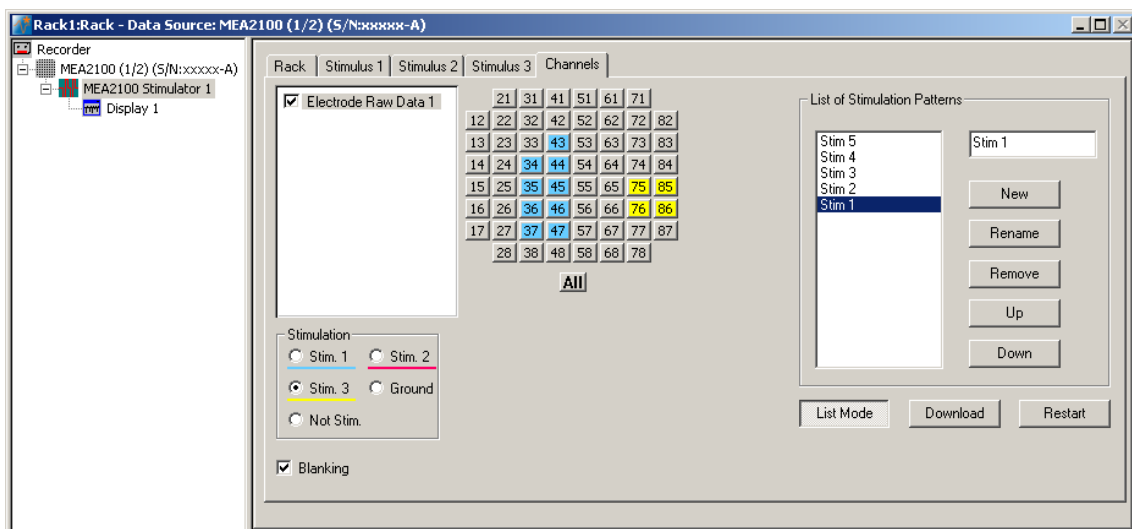 Rack1:Rack - Data Source: MEA2100 (1/2) (S/N:xxxxx-A)
Recorder
MEA2100 (1/2) (S/N:xxxxx-A)
MEA2100 Stimulator 1
Display 1
Rack Stimulus 1 Stimulus 2 Stimulus 3 Channels
Electrode Raw Data 1
21 31 41 51 61 71
12 22 32 42 52 62 72 82
13 23 33 43 53 63 73 83
14 24 34 44 54 64 74 84
15 25 35 45 55 65 75 85
16 26 36 46 56 66 76 86
17 27 37 47 57 67 77 87
28 38 48 58 68 78
All
Stimulation
Stim. 1 Stim. 2
Stim. 3 Ground
Not Stim.
Blanking
List of Stimulation Patterns
Stim 5
Stim 4
Stim 3
Stim 2
Stim 1
Stim 1
New
Rename
Remove
Up
Down
List Mode Download Restart